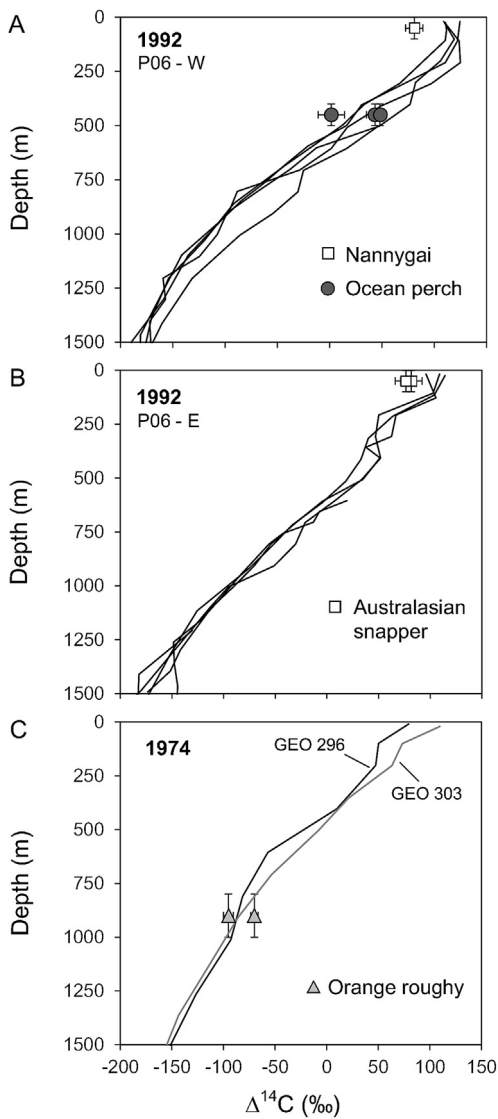 A
1992
P06 - W
0
250
500
750
1000
1250
1500
Depth (m)
Nannygai
Ocean perch
B
1992
P06 - E
0
250
500
750
1000
1250
1500
Depth (m)
Australasian
snapper
C
1974
0
250
500
750
1000
1250
1500
Depth (m)
GEO 296
GEO 303
Orange roughy
-200 -150 -100 -50 0 50 100 150
Δ¹⁴C (‰)